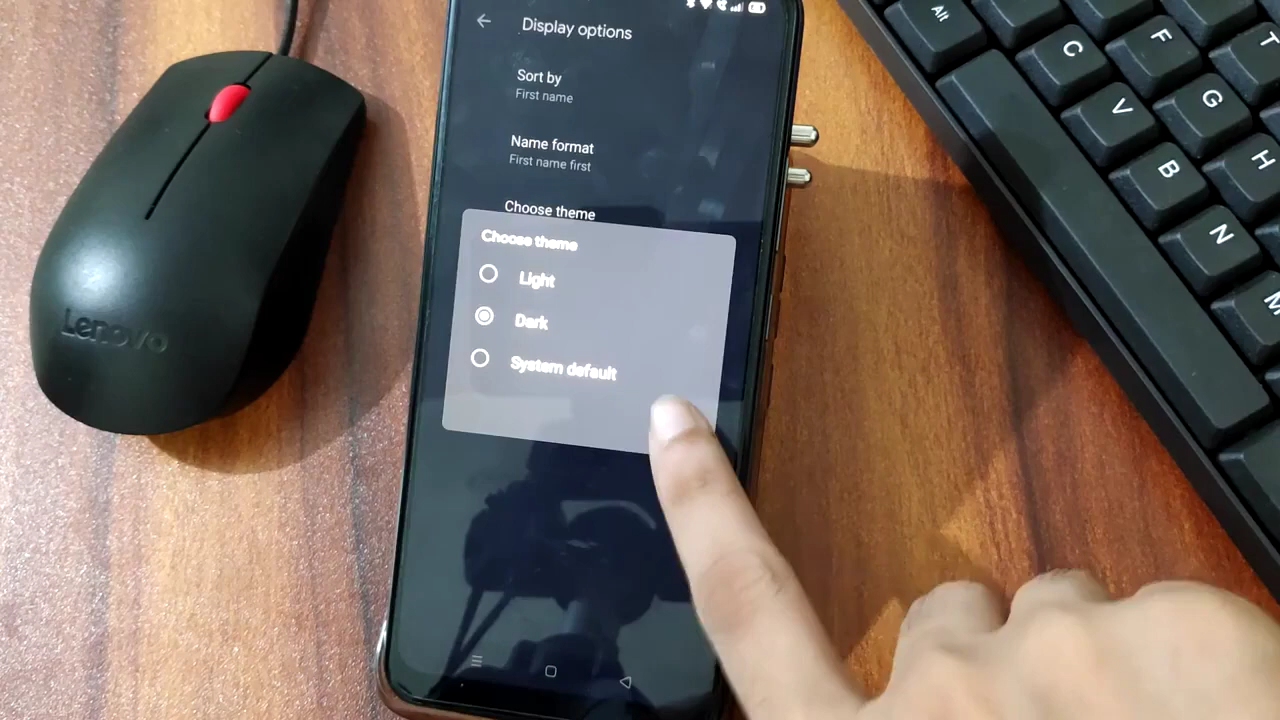 Display options
Sort by
First name
Name format
First name first
Choose theme
Choose theme
Light
Dark
System default
Lenovo
Alt
C
F
T
V
G
B
H
N
M